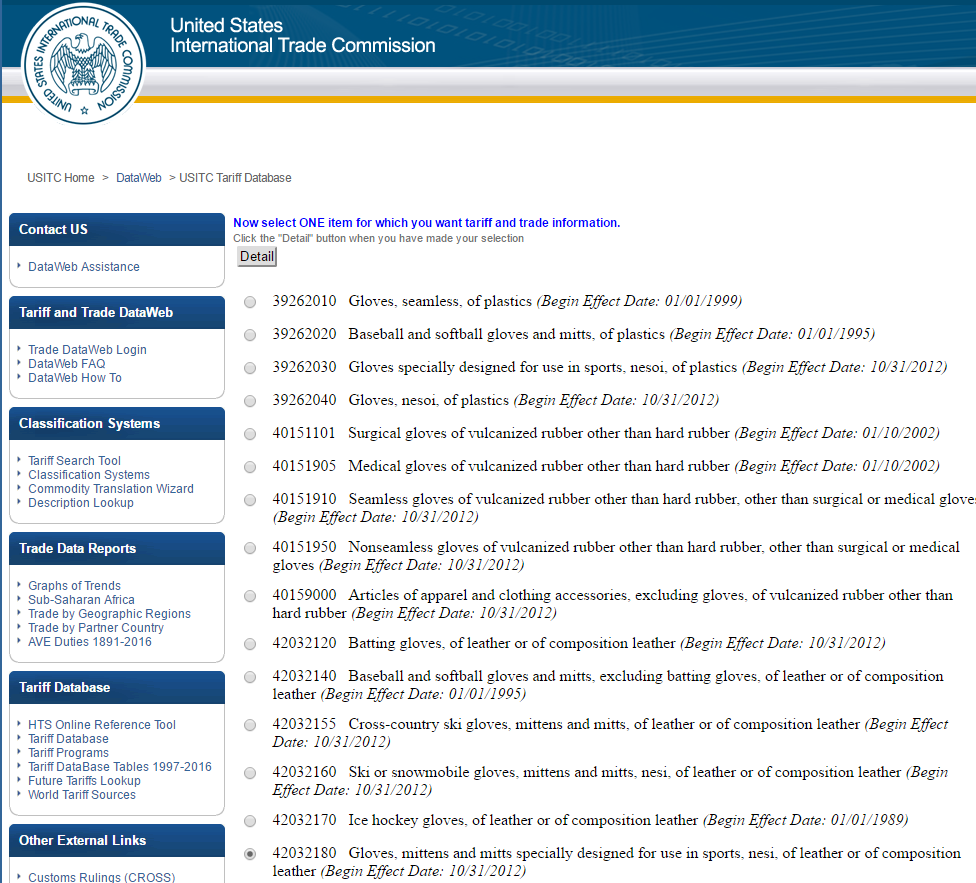 UNITED STATES INTERNATIONAL TRADE COMMISSION
United States
International Trade Commission
USITC Home > DataWeb > USITC Tariff Database
Contact US
DataWeb Assistance
Tariff and Trade DataWeb
Trade DataWeb Login
DataWeb FAQ
DataWeb How To
Classification Systems
Tariff Search Tool
Classification Systems
Commodity Translation Wizard
Description Lookup
Trade Data Reports
Graphs of Trends
Sub-Saharan Africa
Trade by Geographic Regions
Trade by Partner Country
AVE Duties 1891-2016
Tariff Database
HTS Online Reference Tool
Tariff Database
Tariff Programs
Tariff DataBase Tables 1997-2016
Future Tariffs Lookup
World Tariff Sources
Other External Links
Customs Rulings (CROSS)
Now select ONE item for which you want tariff and trade information.
Click the "Detail" button when you have made your selection
Detail
39262010 Gloves, seamless, of plastics (Begin Effect Date: 01/01/1999)
39262020 Baseball and softball gloves and mitts, of plastics (Begin Effect Date: 01/01/1995)
39262030 Gloves specially designed for use in sports, nesoi, of plastics (Begin Effect Date: 10/31/2012)
39262040 Gloves, nesoi, of plastics (Begin Effect Date: 10/31/2012)
40151101 Surgical gloves of vulcanized rubber other than hard rubber (Begin Effect Date: 01/10/2002)
40151905 Medical gloves of vulcanized rubber other than hard rubber (Begin Effect Date: 01/10/2002)
40151910 Seamless gloves of vulcanized rubber other than hard rubber, other than surgical or medical gloves
(Begin Effect Date: 10/31/2012)
40151950 Nonseamless gloves of vulcanized rubber other than hard rubber, other than surgical or medical
gloves (Begin Effect Date: 10/31/2012)
40159000 Articles of apparel and clothing accessories, excluding gloves, of vulcanized rubber other than
hard rubber (Begin Effect Date: 10/31/2012)
42032120 Batting gloves, of leather or of composition leather (Begin Effect Date: 10/31/2012)
42032140 Baseball and softball gloves and mitts, excluding batting gloves, of leather or of composition
leather (Begin Effect Date: 01/01/1995)
42032155 Cross-country ski gloves, mittens and mitts, of leather or of composition leather (Begin Effect
Date: 10/31/2012)
42032160 Ski or snowmobile gloves, mittens and mitts, nesi, of leather or of composition leather (Begin
Effect Date: 10/31/2012)
42032170 Ice hockey gloves, of leather or of composition leather (Begin Effect Date: 01/01/1989)
42032180 Gloves, mittens and mitts specially designed for use in sports, nesi, of leather or of composition
leather (Begin Effect Date: 10/31/2012)